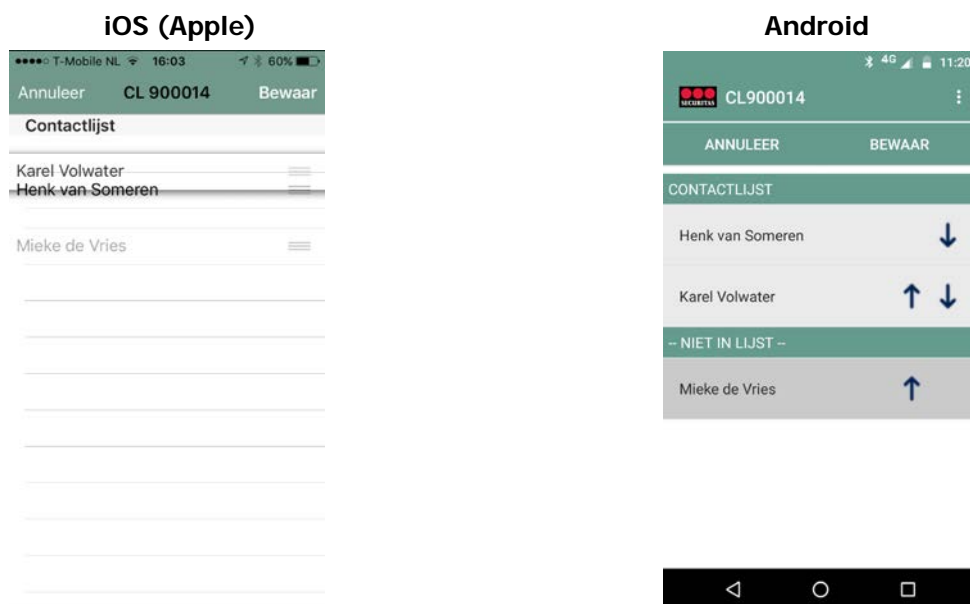 iOS (Apple)
T-Mobile NL 16:03 60%
Annuleer CL 900014 Bewaar
Contactlijst
Karel Volwater
Henk van Someren
Mieke de Vries
Android
4G 11:20
SECURITAS CL900014
ANNULEER BEWAAR
CONTACTLIJST
Henk van Someren
Karel Volwater
-- NIET IN LIJST --
Mieke de Vries